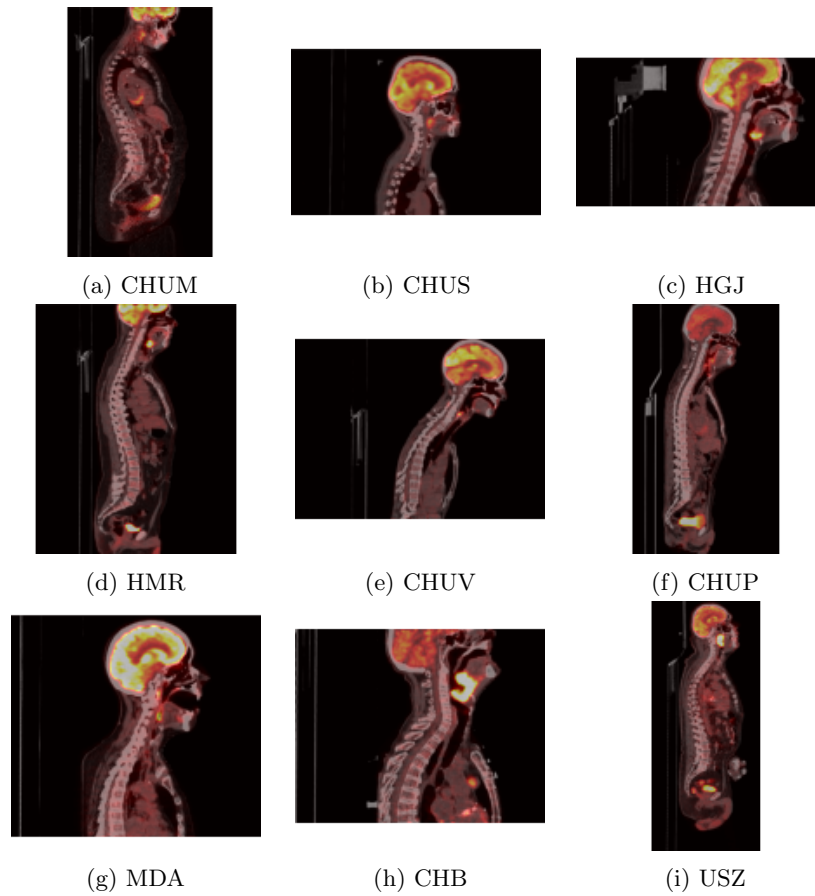 (a) CHUM
(b) CHUS
(c) HGJ
(d) HMR
(e) CHUV
(f) CHUP
(g) MDA
(h) CHB
(i) USZ